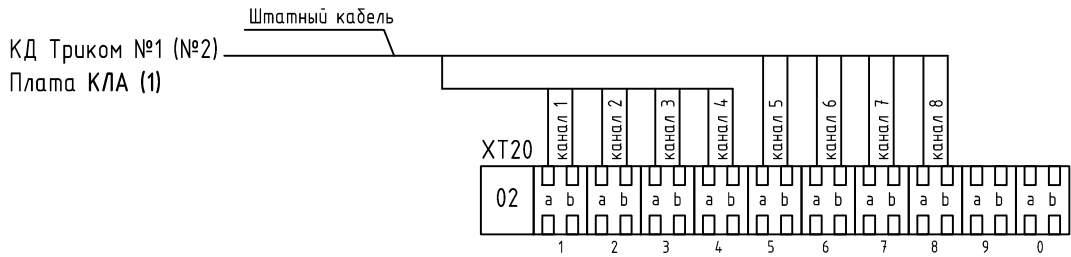 Штатный кабель
КД Триком №1 (№2)
Плата КЛА (1)
канал 1 канал 2 канал 3 канал 4 канал 5 канал 6 канал 7 канал 8
XT20
02 a b a b a b a b a b a b a b a b a b a b
1 2 3 4 5 6 7 8 9 0